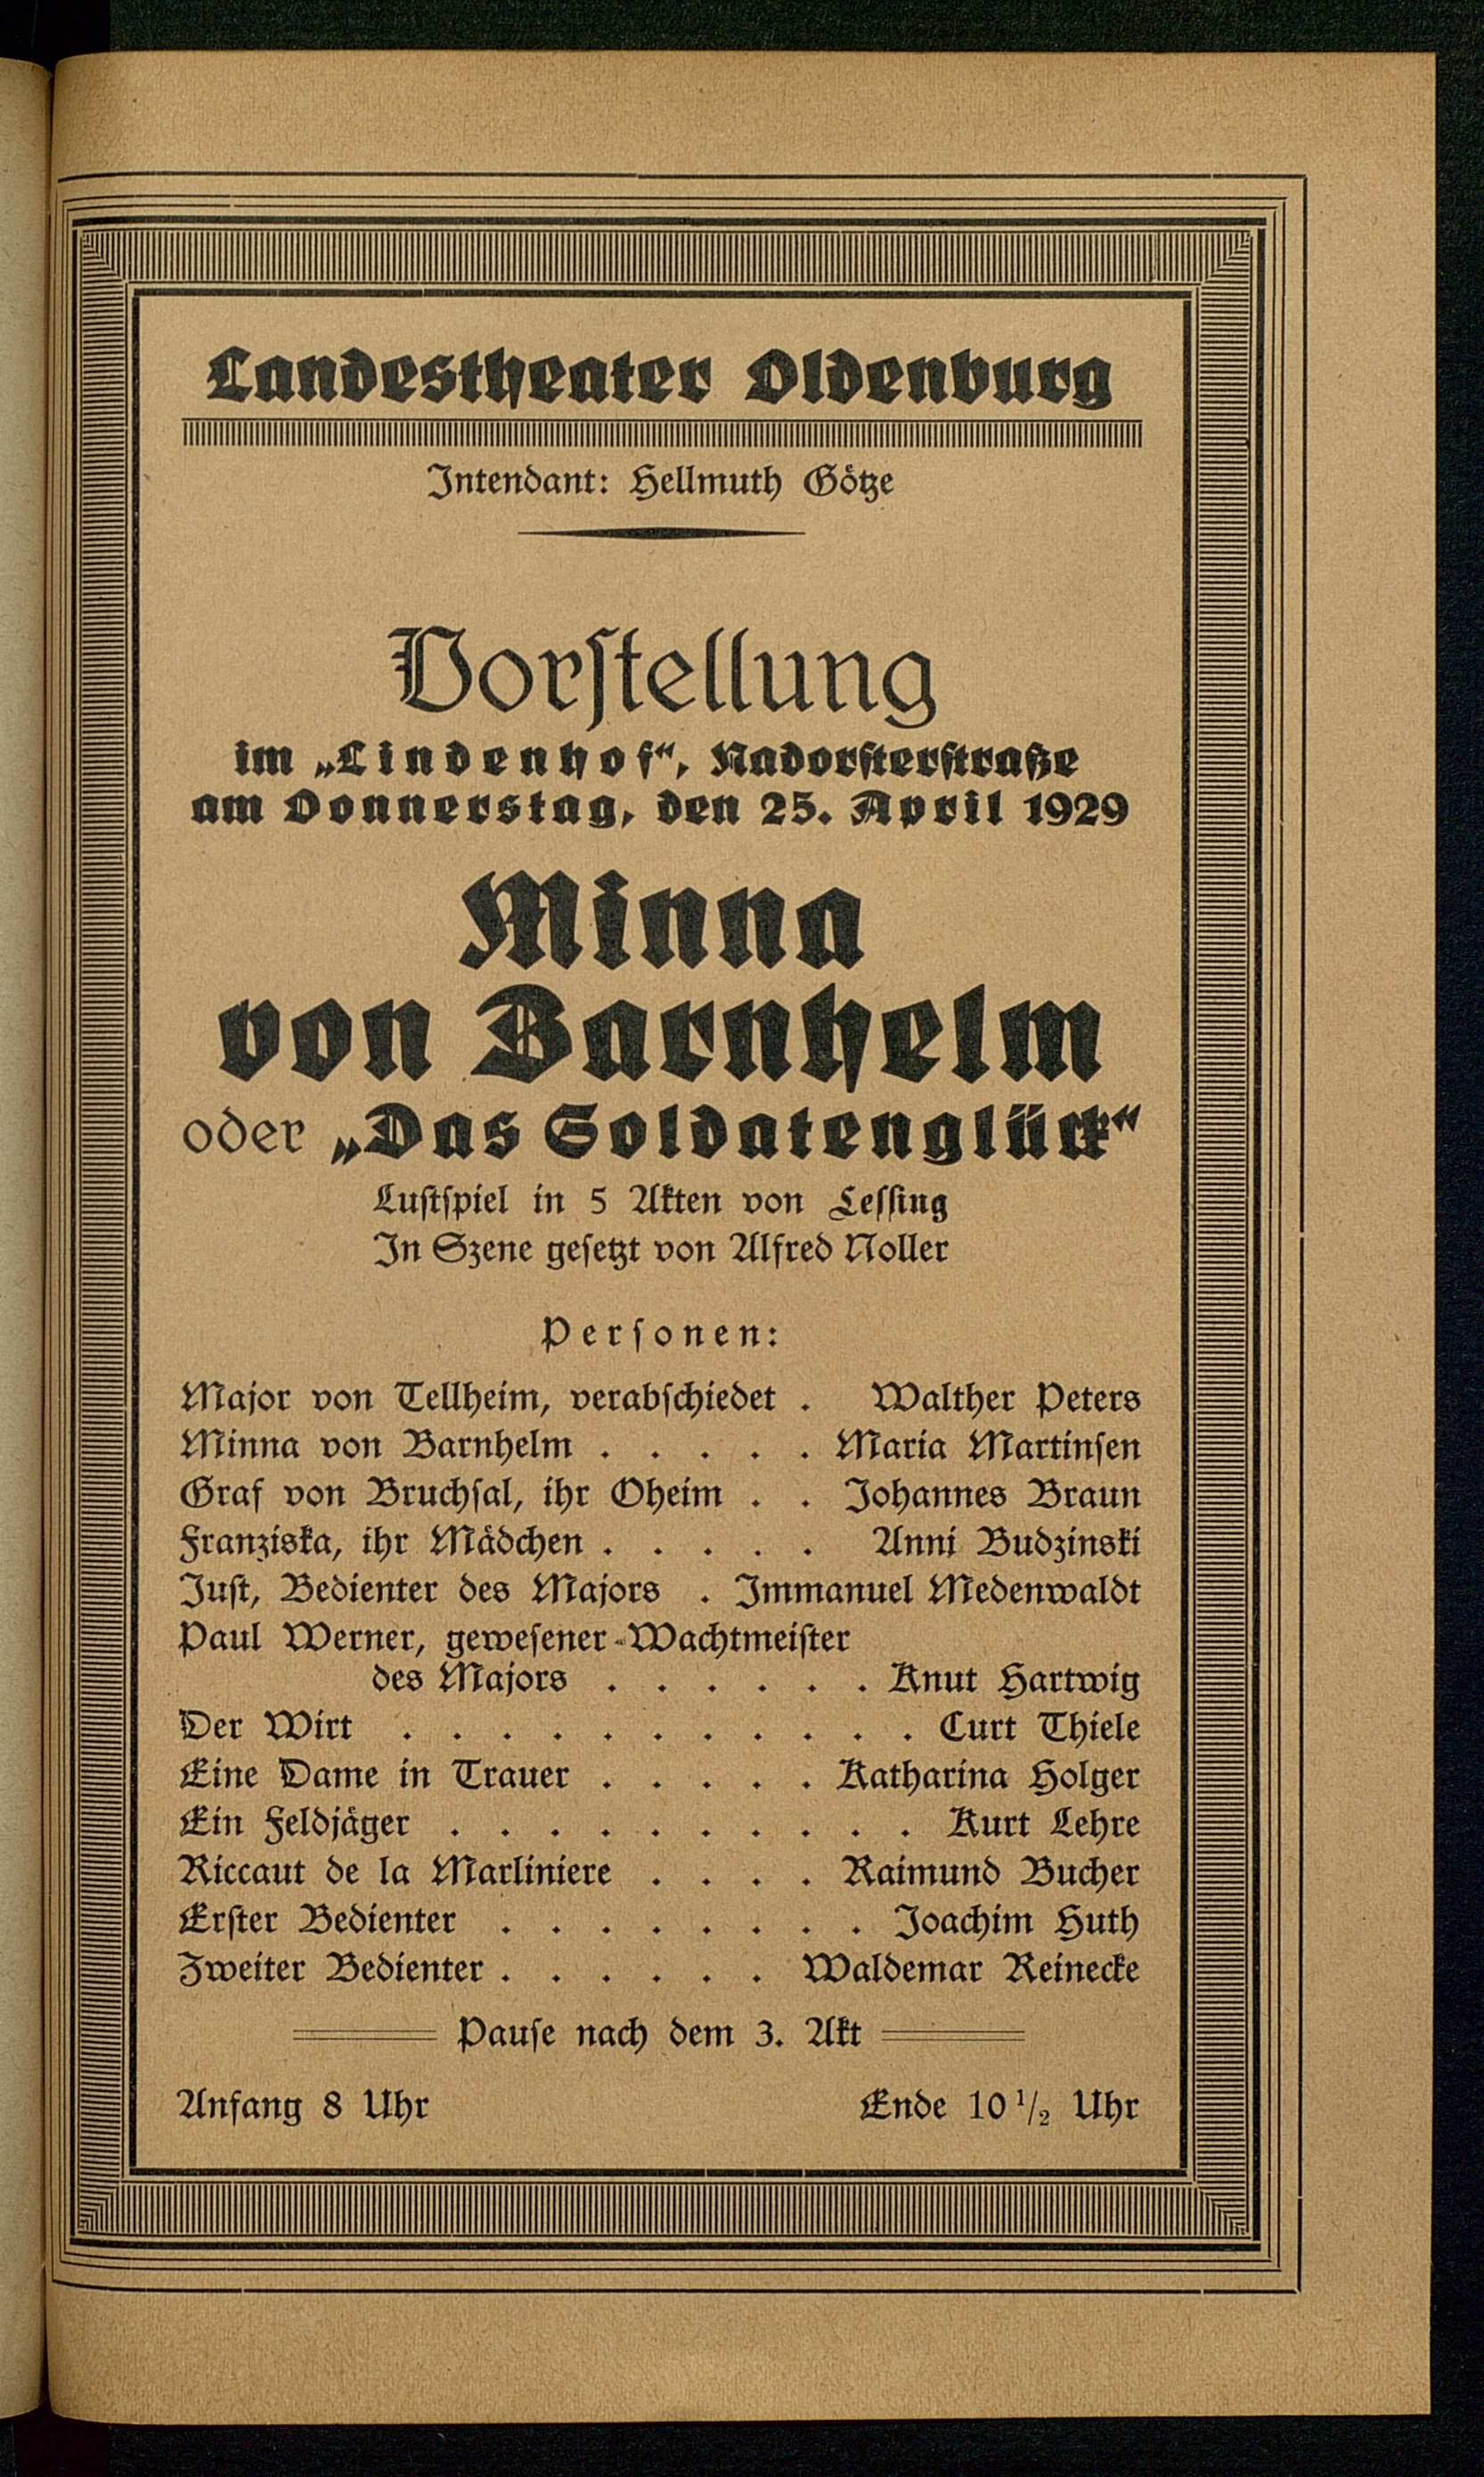 Landestheater Oldenburg
Intendant: Hellmuth Götze
Vorstellung
im „Lindenhof“, Nadorsterstraße
am Donnerstag, den 25. April 1929
Minna
von Barnhelm
oder „Das Soldatenglück“
Lustspiel in 5 Akten von Lessing
In Szene gesetzt von Alfred Noller
Personen:
Major von Tellheim, verabschiedet . Walther Peters
Minna von Barnhelm . . . . . Maria Martinsen
Graf von Bruchsal, ihr Oheim . . Johannes Braun
Franziska, ihr Mädchen . . . . . Anni Budzinski
Just, Bedienter des Majors . Immanuel Medenwaldt
Paul Werner, gewesener Wachtmeister
des Majors . . . . . . Knut Hartwig
Der Wirt . . . . . . . . . . . Curt Thiele
Eine Dame in Trauer . . . . . Katharina Holger
Ein Feldjäger . . . . . . . . . . Kurt Lehre
Riccaut de la Marliniere . . . . Raimund Bucher
Erster Bedienter . . . . . . . . Joachim Huth
Zweiter Bedienter . . . . . . Waldemar Reinecke
Pause nach dem 3. Akt
Anfang 8 Uhr Ende 10 1/2 Uhr